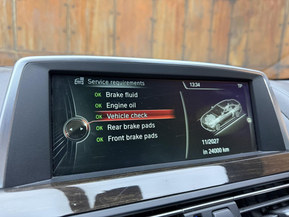 Service requirements
13:34
OK Brake fluid
OK Engine oil
OK Vehicle check
OK Rear brake pads
OK Front brake pads
11/2027
in 24000 km